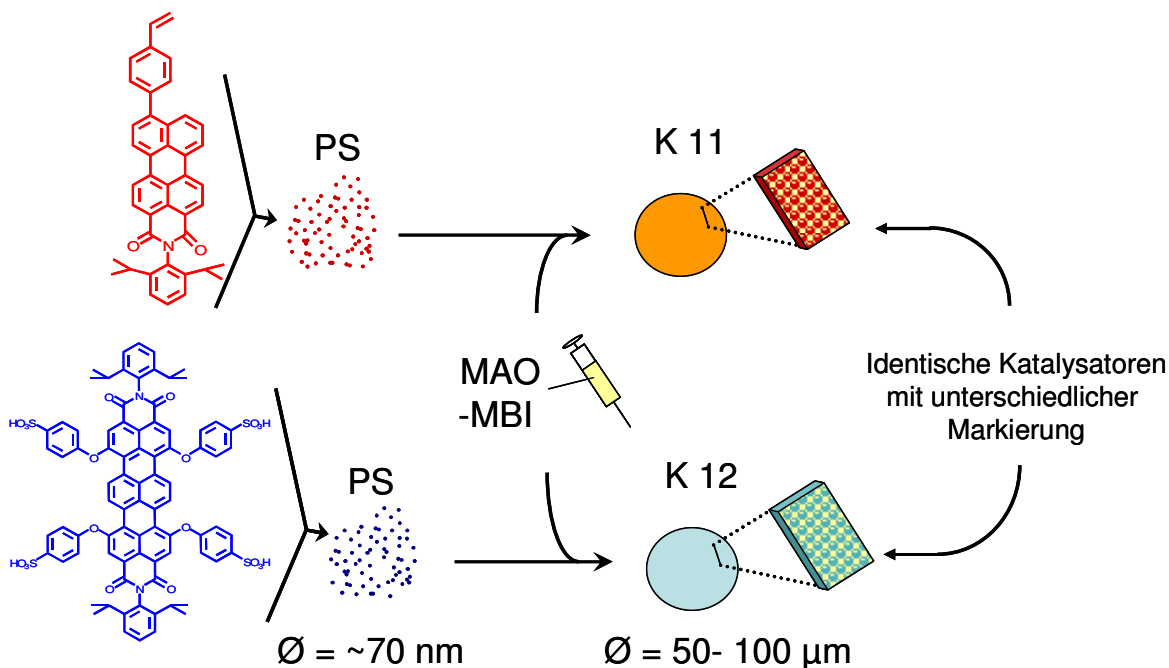 PS
K 11
O
N
O
MAO
-MBI
Identische Katalysatoren
mit unterschiedlicher
Markierung
O
N
O
HO₃S
SO₃H
O
O
PS
K 12
O
O
HO₃S
SO₃H
O
N
O
Ø = ~70 nm
Ø = 50- 100 µm